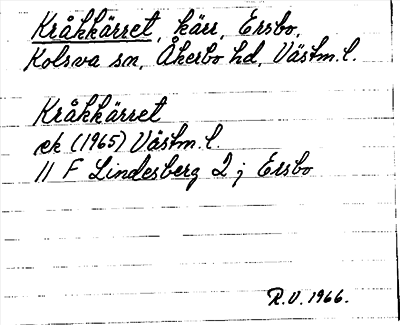 Kråkkärret, kärr, Ersbo,
Kolsva sn, Åkerbo hd, Västm. l.
Kråkkärret
ek (1965) Västm. l.
11 F Lindesberg 2 ; Ersbo
R.V. 1966.